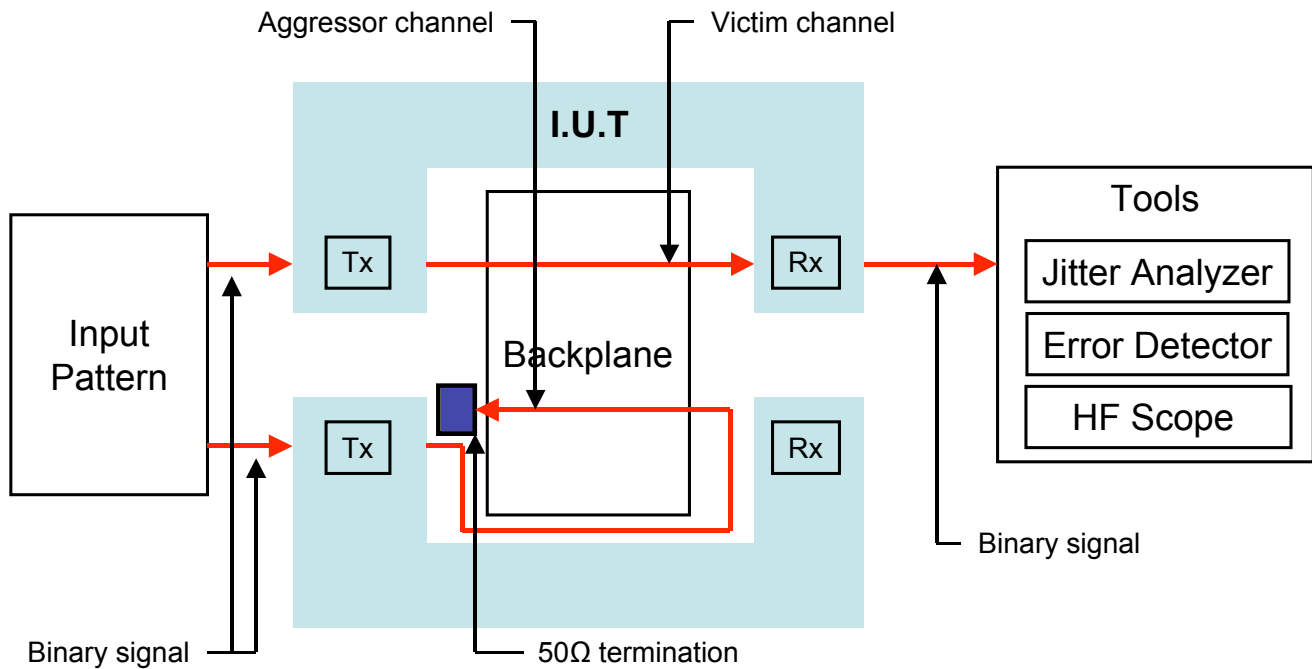 Aggressor channel
Victim channel
I.U.T
Tools
Tx
Rx
Jitter Analyzer
Input
Pattern
Backplane
Error Detector
HF Scope
Tx
Rx
Binary signal
Binary signal
50Ω termination